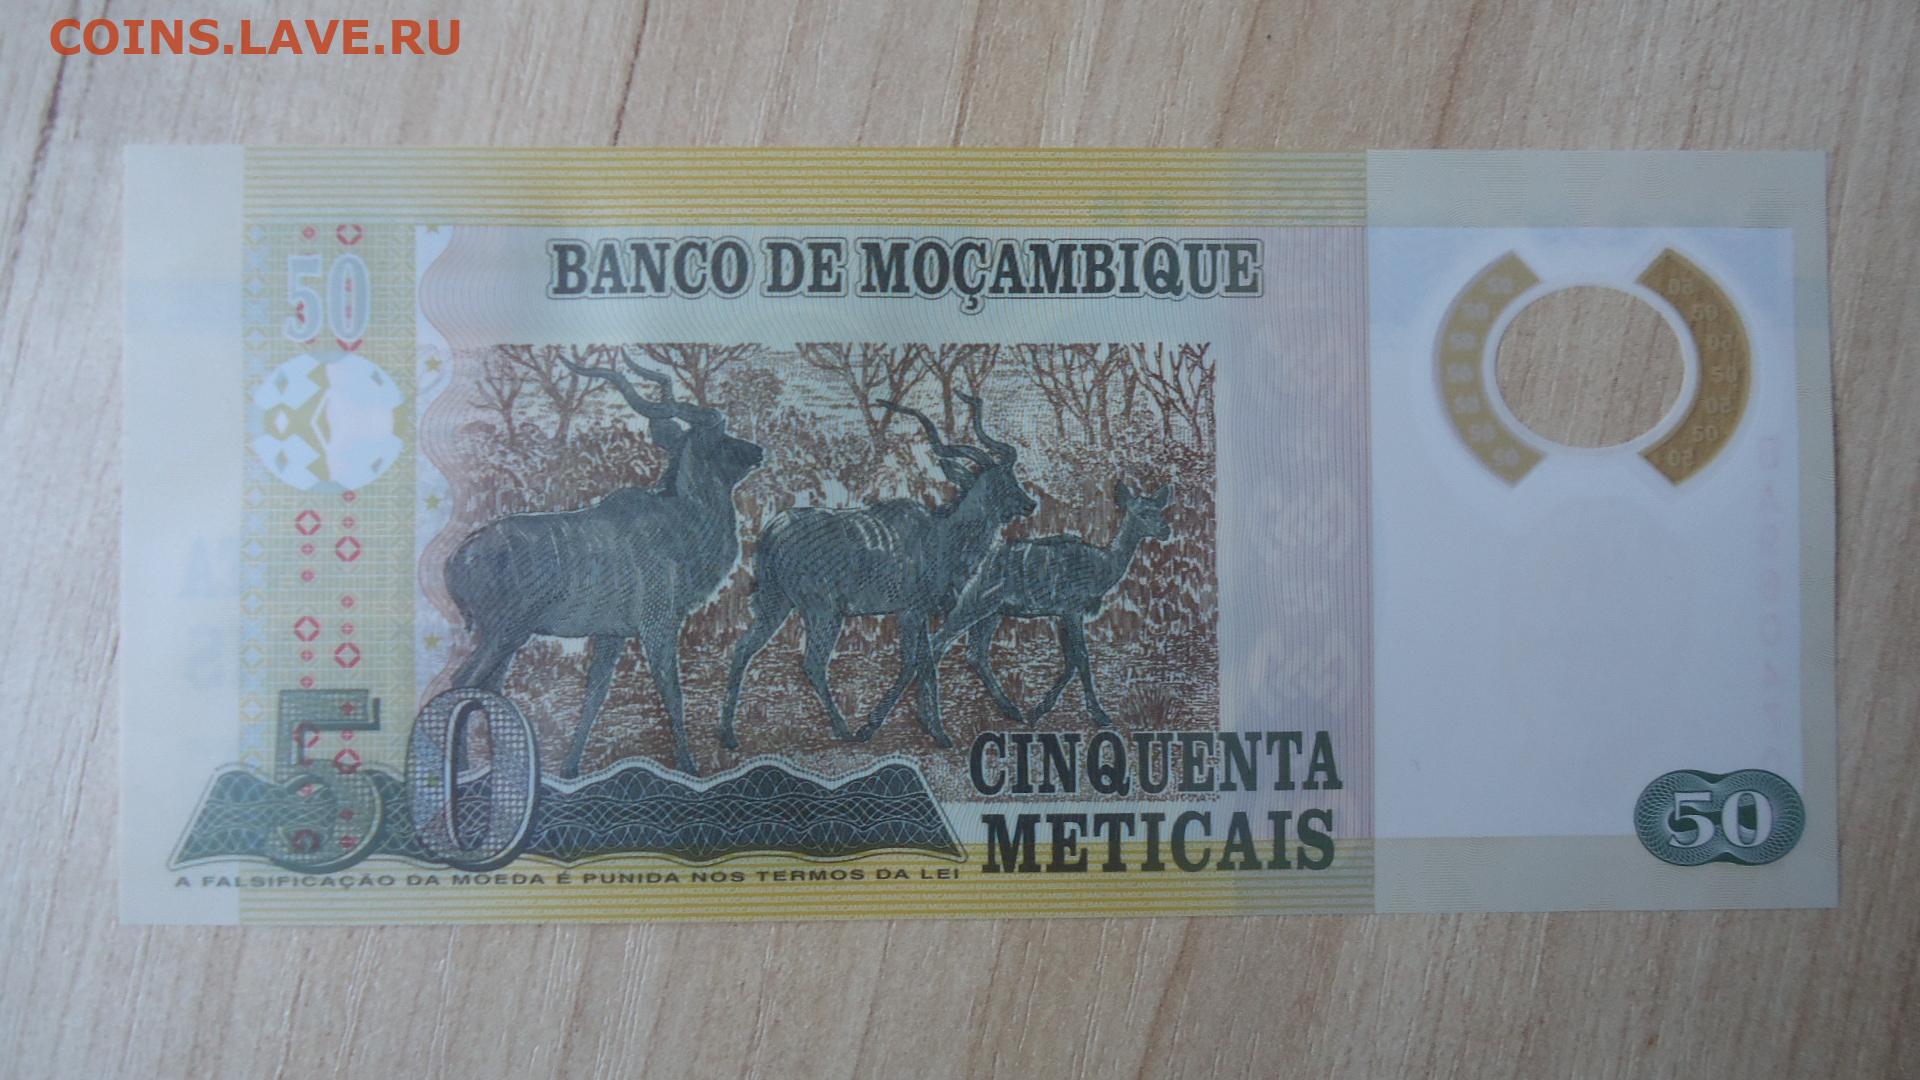 COINS.LAVE.RU
BANCO DE MOÇAMBIQUE
50
50
CINQUENTA
METICAIS
50
A FALSIFICAÇÃO DA MOEDA É PUNIDA NOS TERMOS DA LEI